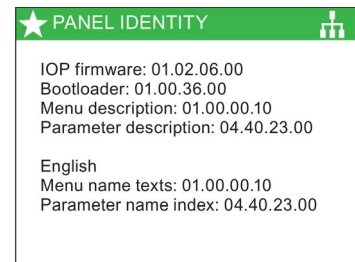 PANEL IDENTITY
IOP firmware: 01.02.06.00
Bootloader: 01.00.36.00
Menu description: 01.00.00.10
Parameter description: 04.40.23.00
English
Menu name texts: 01.00.00.10
Parameter name index: 04.40.23.00